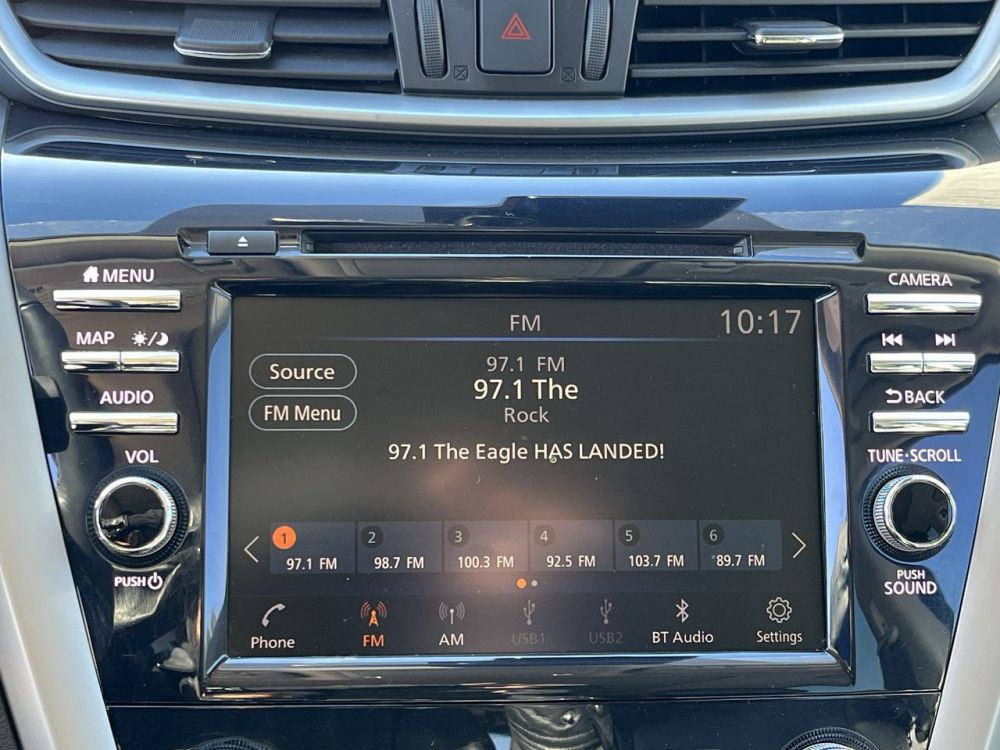 MENU
CAMERA
MAP
AUDIO
BACK
VOL
TUNE·SCROLL
PUSH
PUSH
SOUND
FM
10:17
Source
FM Menu
97.1 FM
97.1 The
Rock
97.1 The Eagle HAS LANDED!
1 2 3 4 5 6
97.1 FM 98.7 FM 100.3 FM 92.5 FM 103.7 FM 89.7 FM
Phone FM AM USB1 USB2 BT Audio Settings